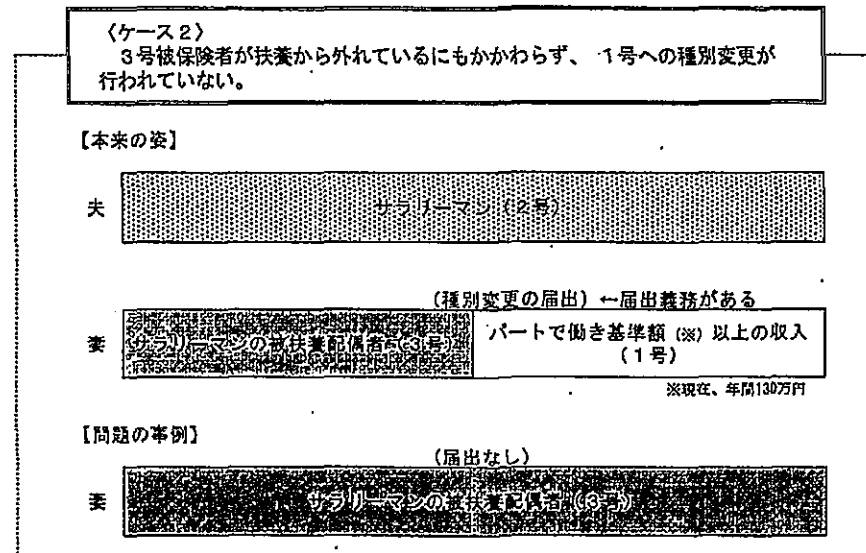 〈ケース2〉
3号被保険者が扶養から外れているにもかかわらず、1号への種別変更が
行われていない。
【本来の姿】
夫
サラリーマン(2号)
(種別変更の届出)←届出義務がある
妻
サラリーマンの被扶養配偶者(3号)
パートで働き基準額(※)以上の収入
(1号)
※現在、年間130万円
【問題の事例】
(届出なし)
妻
サラリーマンの被扶養配偶者(3号)